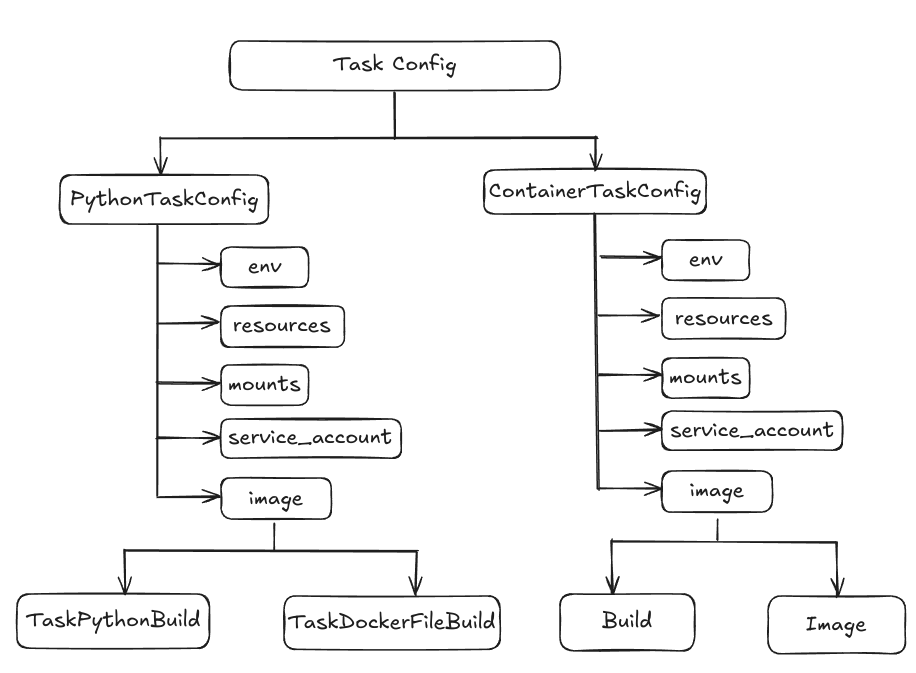 Task Config
PythonTaskConfig
ContainerTaskConfig
env
resources
mounts
service_account
image
env
resources
mounts
service_account
image
TaskPythonBuild
TaskDockerFileBuild
Build
Image